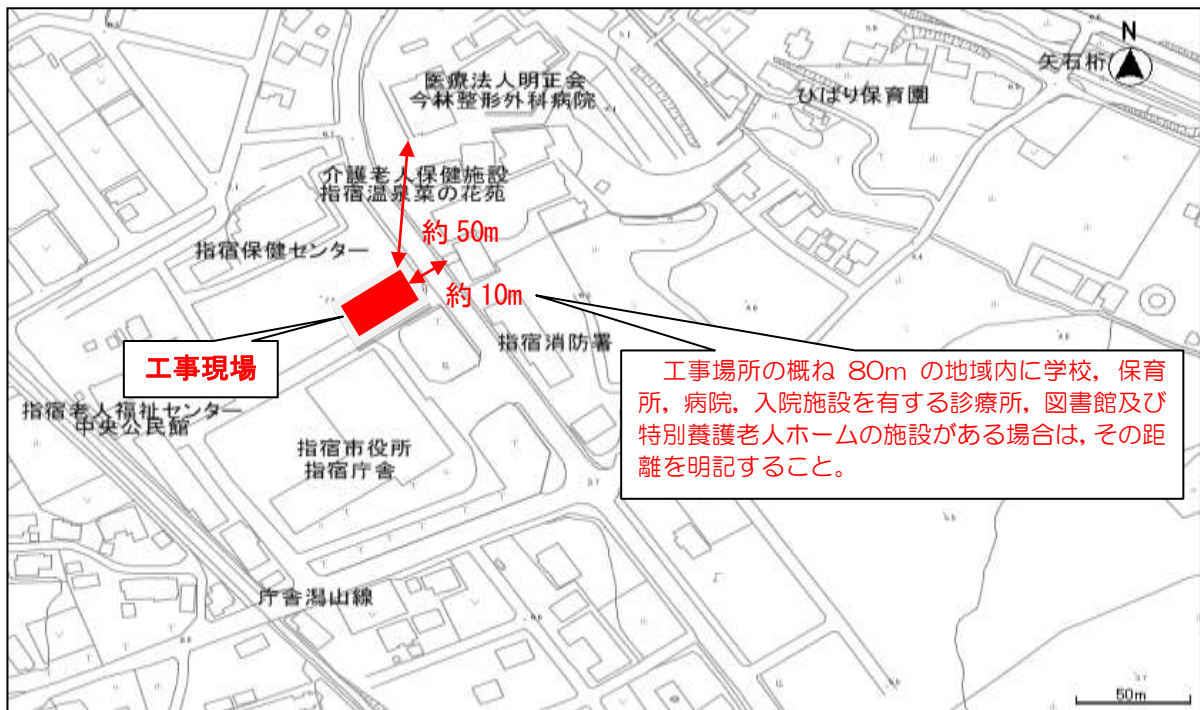 N
矢石桁
医療法人明正会
今林整形外科病院
ひばり保育園
介護老人保健施設
指宿温泉菜の花苑
約 50m
指宿保健センター
約 10m
指宿消防署
工事現場
工事場所の概ね 80m の地域内に学校，保育
所，病院，入院施設を有する診療所，図書館及び
特別養護老人ホームの施設がある場合は，その距
離を明記すること。
指宿老人福祉センター
中央公民館
指宿市役所
指宿庁舎
庁舎潟山線
50m